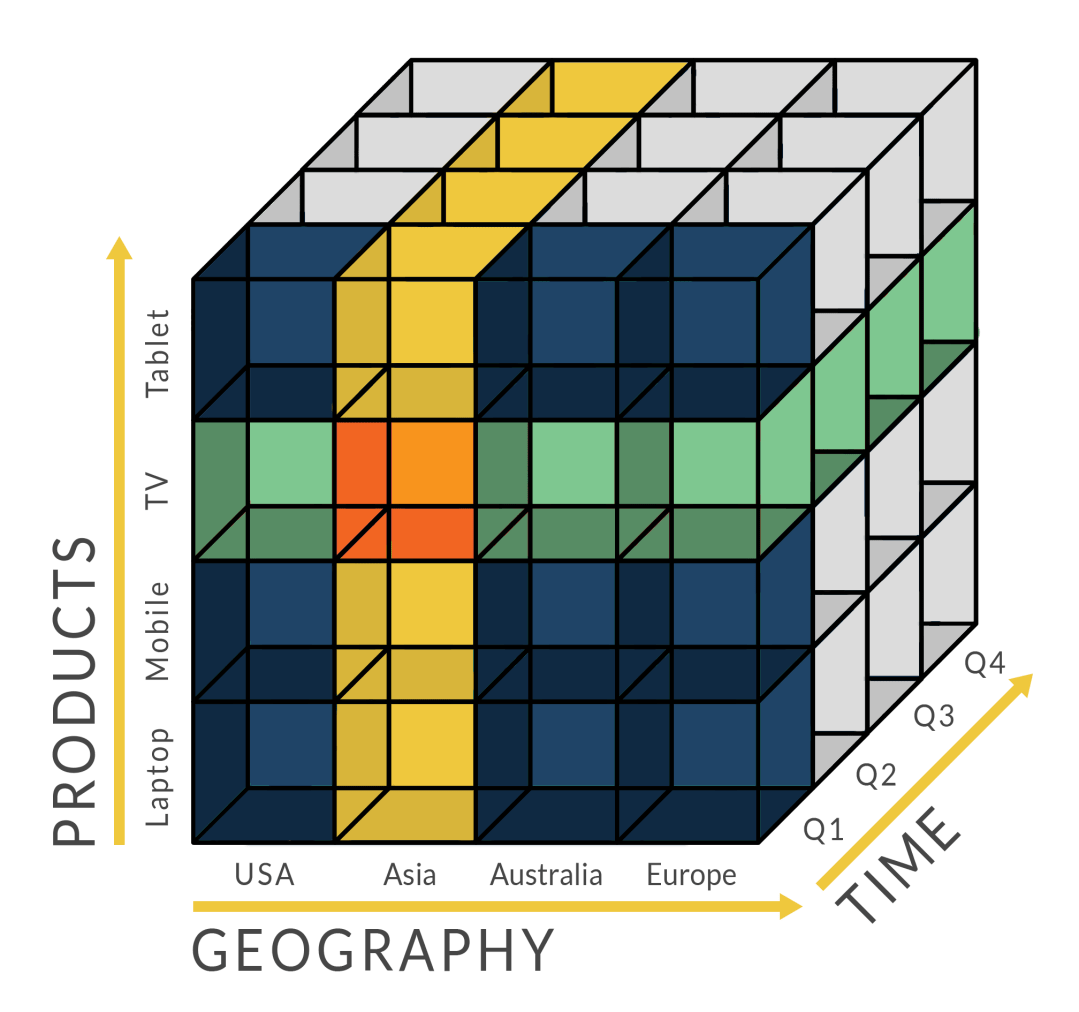 PRODUCTS
Tablet
TV
Mobile
Laptop
USA Asia Australia Europe
GEOGRAPHY
Q1
Q2
Q3
Q4
TIME